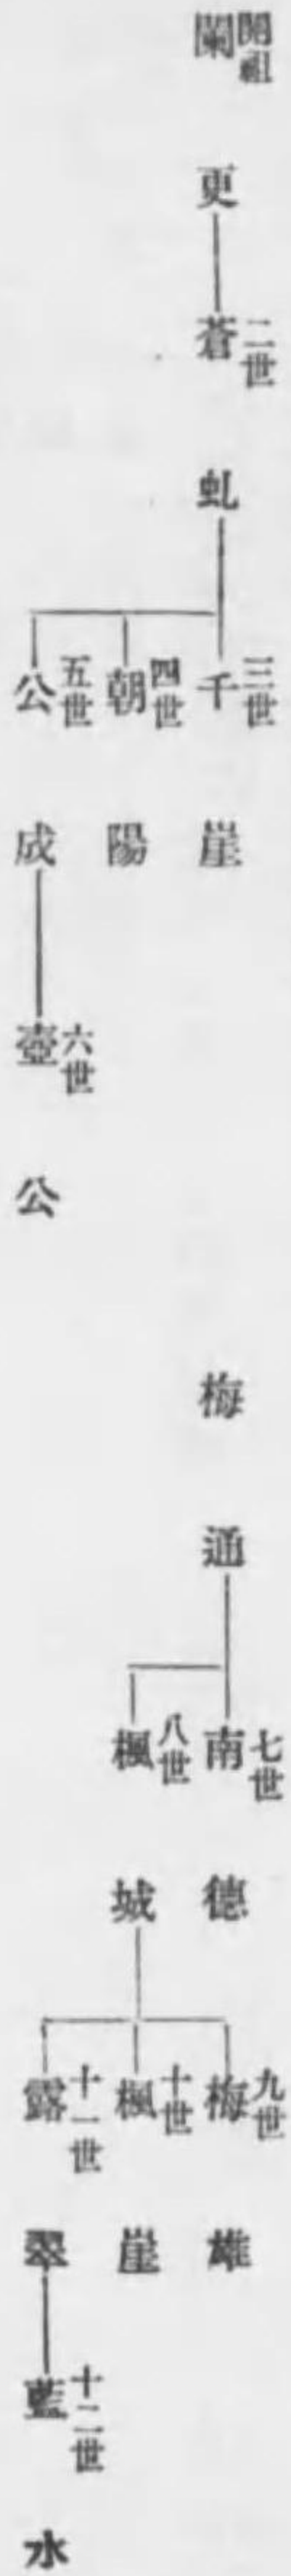 開祖
闌更
二世
蒼虬
三世
千崖
四世
朝陽
五世
公成
六世
壺公
梅通
七世
南德
八世
楓城
九世
梅雄
十世
楓崖
十一世
露翠
十二世
藍水